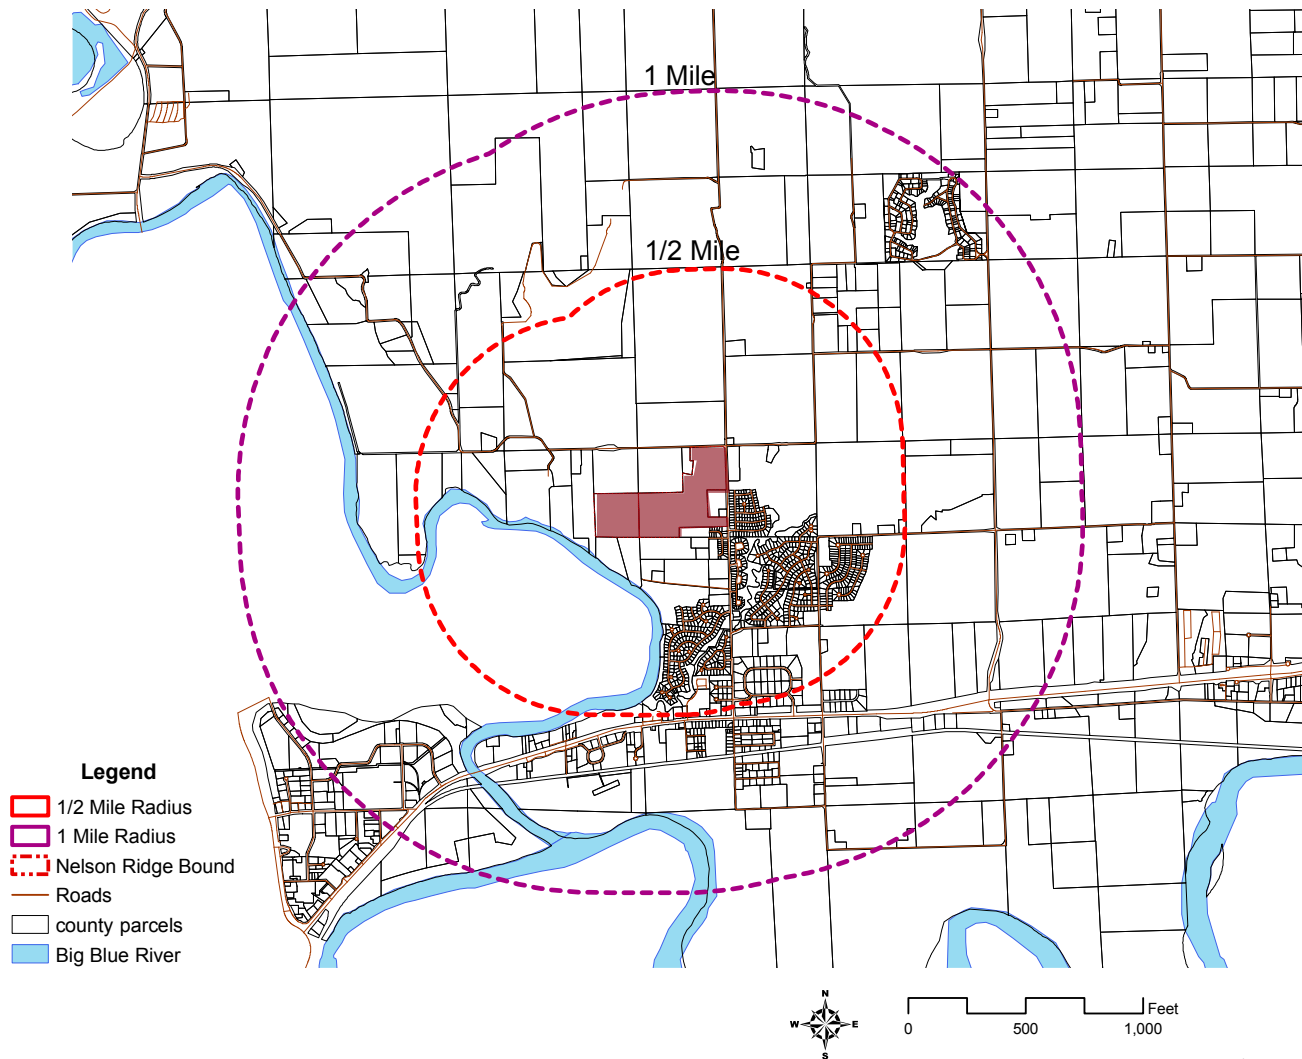 1 Mile
1/2 Mile
Legend
1/2 Mile Radius
1 Mile Radius
Nelson Ridge Bound
Roads
county parcels
Big Blue River
N
W E
S
Feet
0 500 1,000